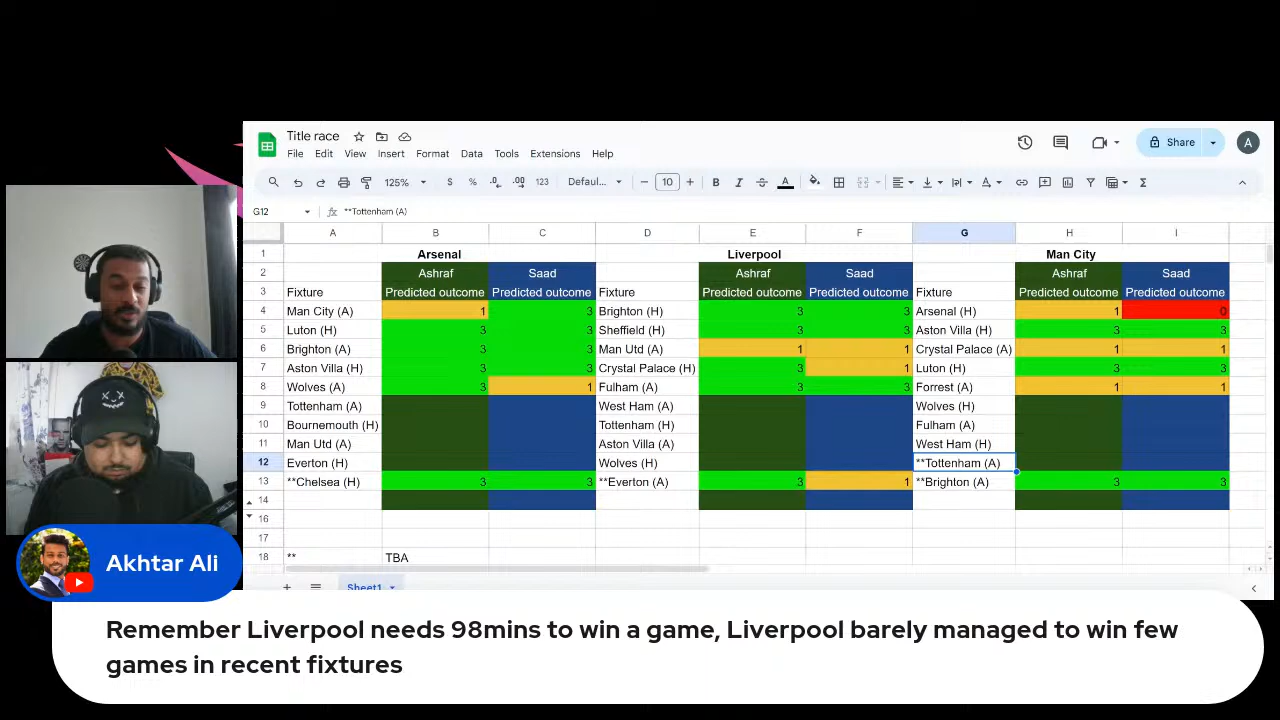 Title race
File Edit View Insert Format Data Tools Extensions Help
Share
A
125% $ % .0 .00 123 Defaul... 10 B I A
G12 fx **Tottenham (A)
A B C D E F G H I
1 Arsenal Liverpool Man City
2 Ashraf Saad Ashraf Saad Ashraf Saad
3 Fixture Predicted outcome Predicted outcome Fixture Predicted outcome Predicted outcome Fixture Predicted outcome Predicted outcome
4 Man City (A) 1 3 Brighton (H) 3 3 Arsenal (H) 1 0
5 Luton (H) 3 3 Sheffield (H) 3 3 Aston Villa (H) 3 3
6 Brighton (A) 3 3 Man Utd (A) 1 1 Crystal Palace (A) 1 1
7 Aston Villa (H) 3 3 Crystal Palace (H) 3 1 Luton (H) 3 3
8 Wolves (A) 3 1 Fulham (A) 3 3 Forrest (A) 1 1
9 Tottenham (A) West Ham (A) Wolves (H)
10 Bournemouth (H) Tottenham (H) Fulham (A)
11 Man Utd (A) Aston Villa (A) West Ham (H)
12 Everton (H) Wolves (H) **Tottenham (A)
13 **Chelsea (H) 3 3 **Everton (A) 3 1 **Brighton (A) 3 3
14
16
17
18 ** TBA
Sheet1
Akhtar Ali
Remember Liverpool needs 98mins to win a game, Liverpool barely managed to win few
games in recent fixtures